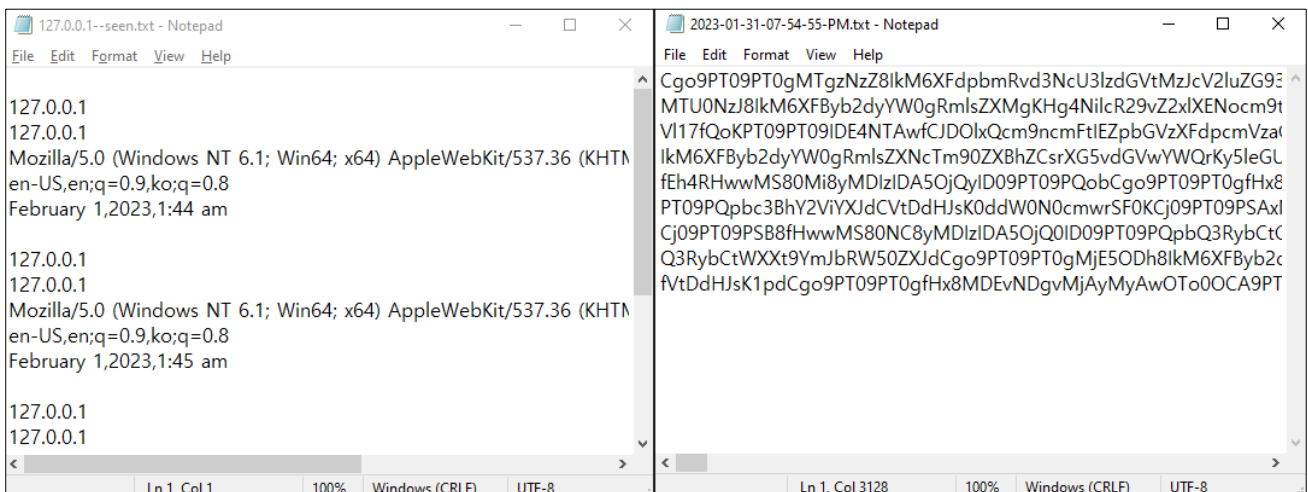 127.0.0.1--seen.txt - Notepad
File Edit Format View Help
127.0.0.1
127.0.0.1
Mozilla/5.0 (Windows NT 6.1; Win64; x64) AppleWebKit/537.36 (KHTM
en-US,en;q=0.9,ko;q=0.8
February 1,2023,1:44 am
127.0.0.1
127.0.0.1
Mozilla/5.0 (Windows NT 6.1; Win64; x64) AppleWebKit/537.36 (KHTM
en-US,en;q=0.9,ko;q=0.8
February 1,2023,1:45 am
127.0.0.1
127.0.0.1
Ln 1, Col 1 100% Windows (CRLF) UTF-8
2023-01-31-07-54-55-PM.txt - Notepad
File Edit Format View Help
Cgo9PT09PT0gMTgzNzZ8IkM6XFdpbmRvd3NcU3lzdGVtMzJcV2luZG93
MTU0NzJ8IkM6XFByb2dyYW0gRmlsZXMgKHg4NilcR29vZ2xlXENocm9t
Vl17fQoKPT09PT09IDE4NTAwfCJDOlxQcm9ncmFtIEZpbGVzXFdpcmVzaG
IkM6XFByb2dyYW0gRmlsZXNcTm90ZXBhZCsrXG5vdGVwYWQrKy5leGU
fEh4RHwwMS80Mi8yMDIzIDA5OjQyID09PT09PQobCgo9PT09PT0gfHx8
PT09PQpbc3BhY2ViYXJdCVtDdHJsK0ddW0N0cmwrSF0KCj09PT09PSAxM
Cj09PT09PSB8fHwwMS80NC8yMDIzIDA5OjQ0ID09PT09PQpbQ3RybCtC
Q3RybCtWXXt9YmJbRW50ZXJdCgo9PT09PT0gMjE5ODh8IkM6XFByb2d
fVtDdHJsK1pdCgo9PT09PT0gfHx8MDEvNDgvMjAyMyAwOTo0OCA9PT
Ln 1, Col 3128 100% Windows (CRLF) UTF-8